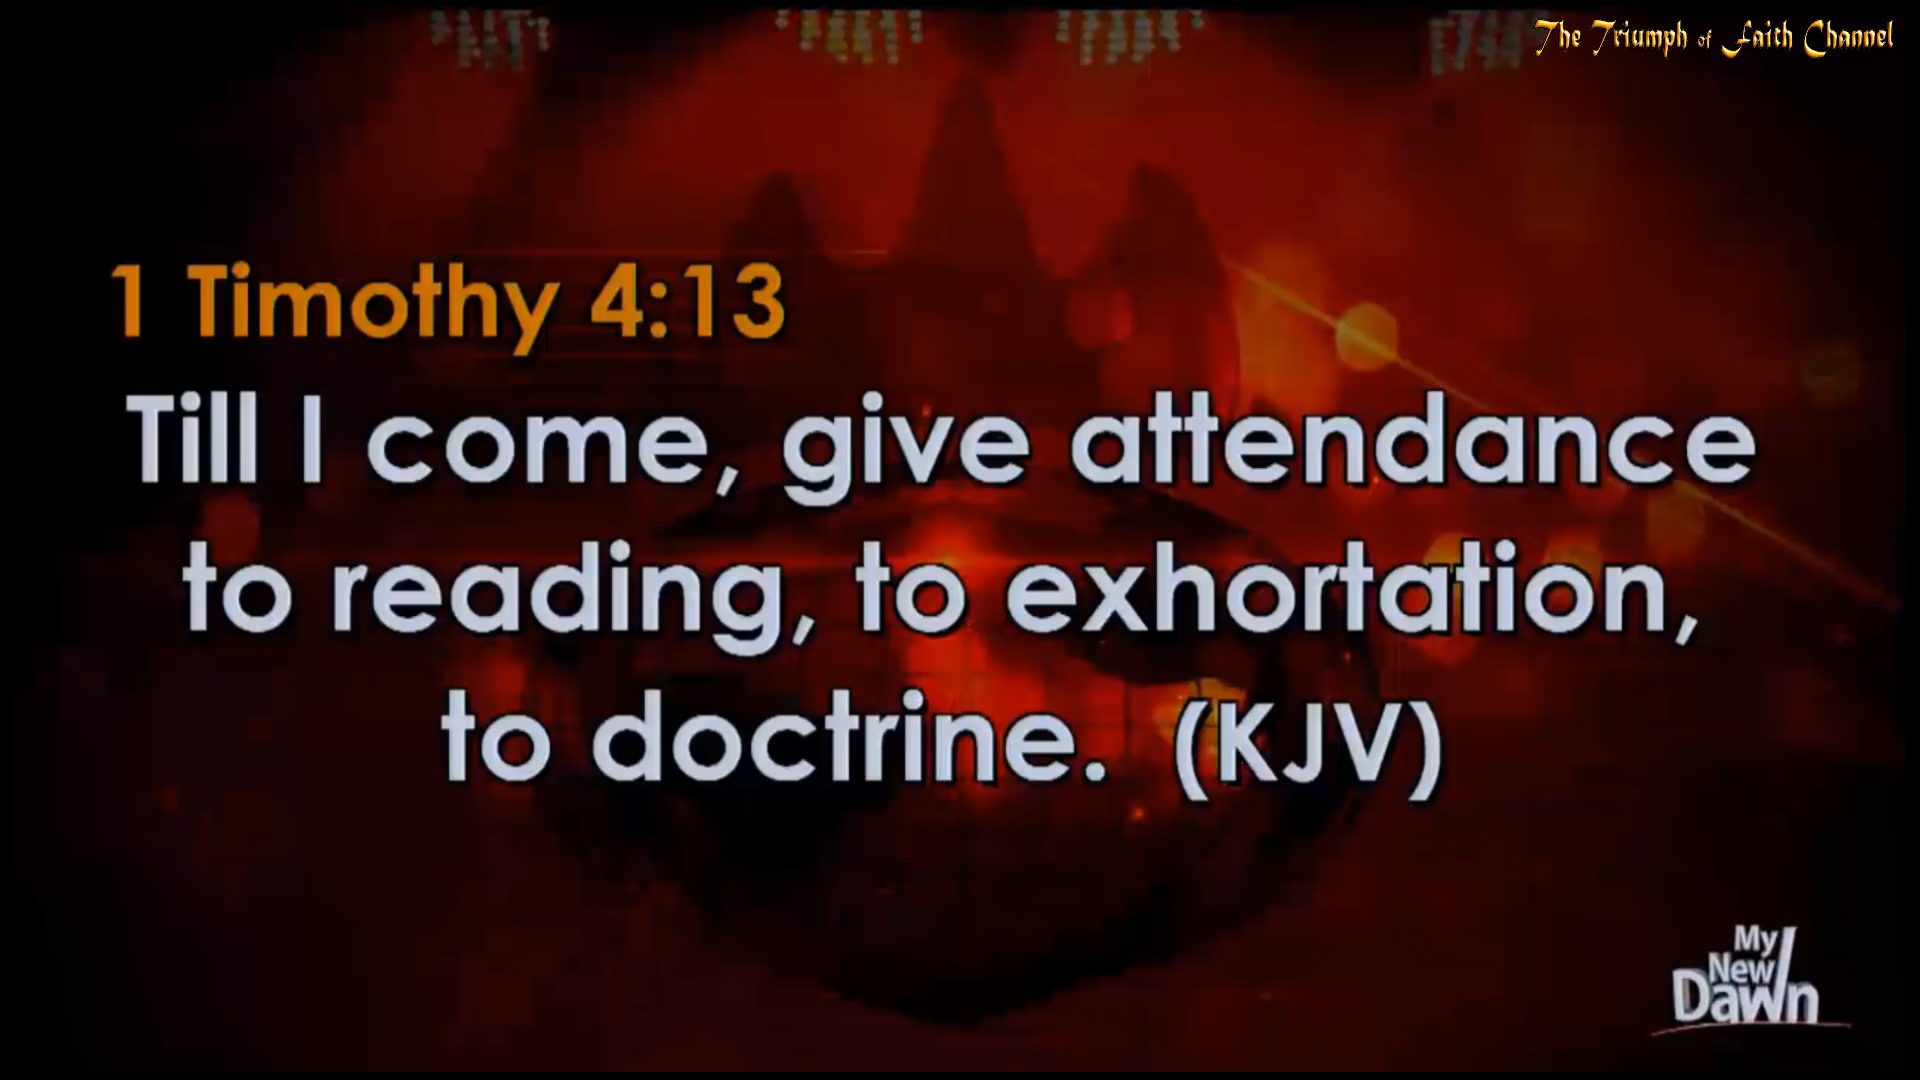 The Triumph of Faith Channel
1 Timothy 4:13
Till I come, give attendance
to reading, to exhortation,
to doctrine. (KJV)
My
New
Dawn